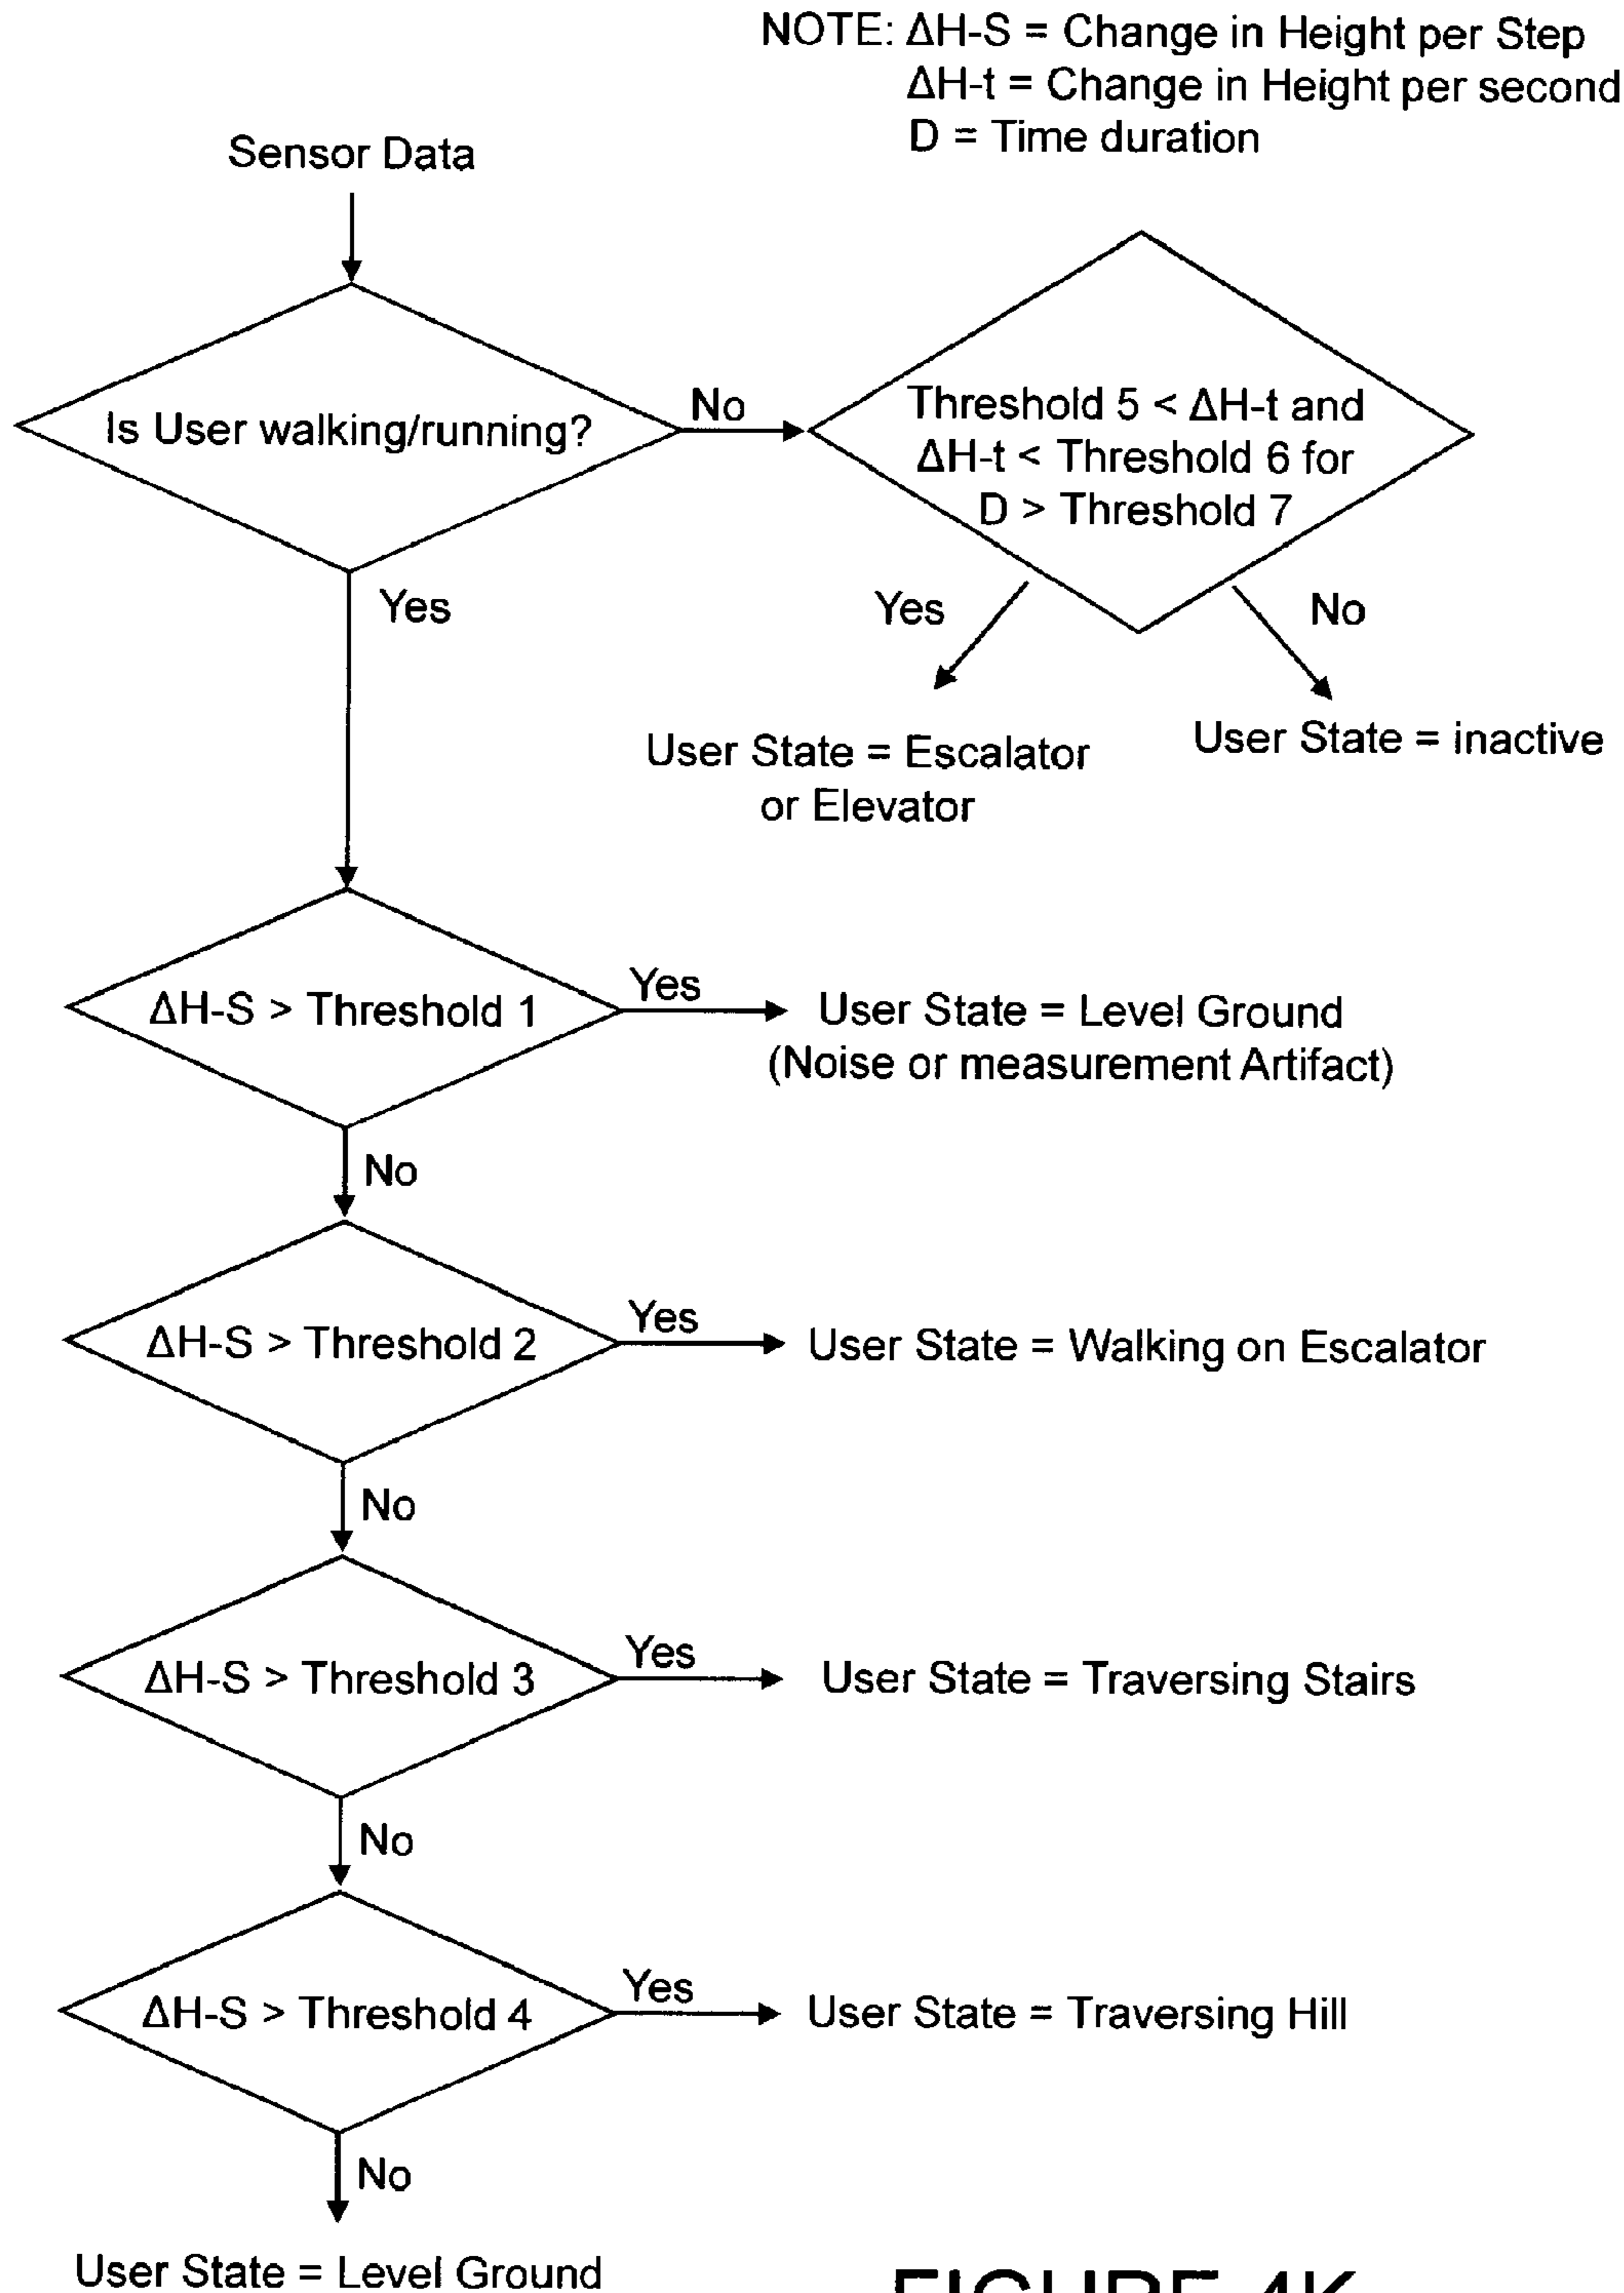 NOTE: ΔH-S = Change in Height per Step
ΔH-t = Change in Height per second
D = Time duration
Sensor Data
Is User walking/running?
No
Threshold 5 < ΔH-t and
ΔH-t < Threshold 6 for
D > Threshold 7
Yes
Yes
No
User State = Escalator
or Elevator
User State = inactive
ΔH-S > Threshold 1
Yes
User State = Level Ground
(Noise or measurement Artifact)
No
ΔH-S > Threshold 2
Yes
User State = Walking on Escalator
No
ΔH-S > Threshold 3
Yes
User State = Traversing Stairs
No
ΔH-S > Threshold 4
Yes
User State = Traversing Hill
No
User State = Level Ground
FIGURE 4K